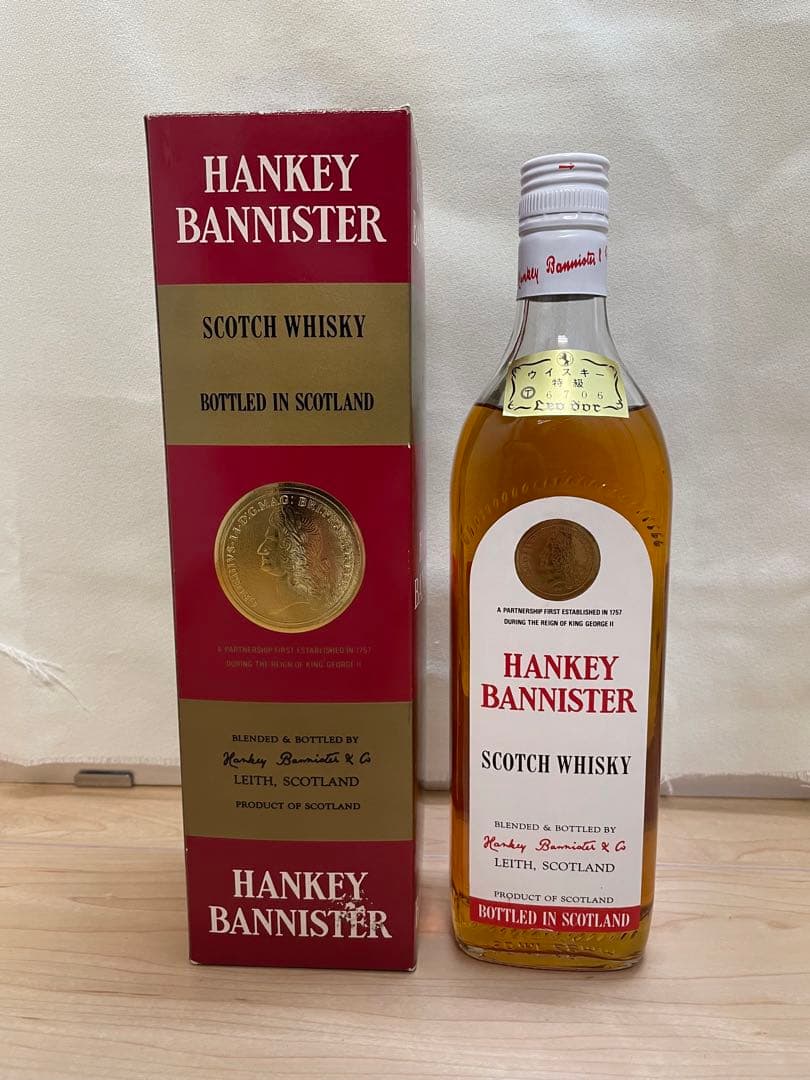 HANKEY
BANNISTER
SCOTCH WHISKY
BOTTLED IN SCOTLAND
A PARTNERSHIP FIRST ESTABLISHED IN 1757
DURING THE REIGN OF KING GEORGE II
BLENDED & BOTTLED BY
Hankey Bannister & Co
LEITH, SCOTLAND
PRODUCT OF SCOTLAND
HANKEY
BANNISTER
Hankey Bannister &
ウイスキー
特級
Ⓣ 6706
A PARTNERSHIP FIRST ESTABLISHED IN 1757
DURING THE REIGN OF KING GEORGE II
HANKEY
BANNISTER
SCOTCH WHISKY
BLENDED & BOTTLED BY
Hankey Bannister & Co
LEITH, SCOTLAND
PRODUCT OF SCOTLAND
BOTTLED IN SCOTLAND